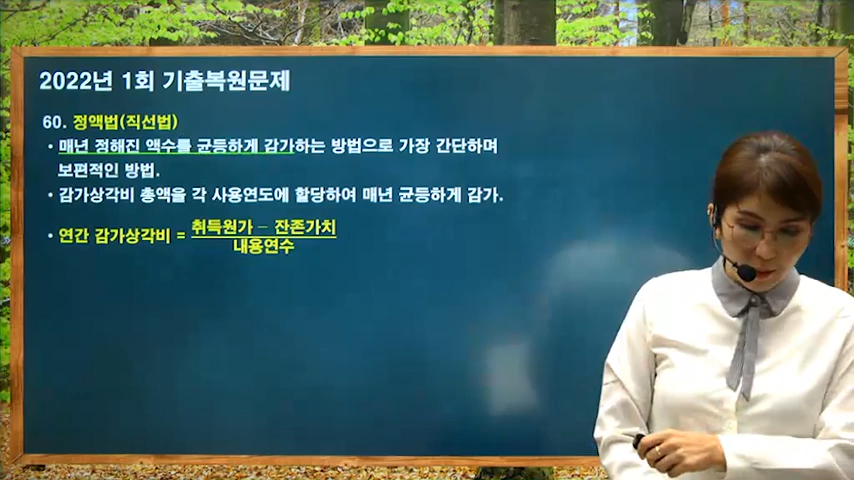 2022년 1회 기출복원문제
60. 정액법(직선법)
• 매년 정해진 액수를 균등하게 감가하는 방법으로 가장 간단하며
보편적인 방법.
• 감가상각비 총액을 각 사용연도에 할당하여 매년 균등하게 감가.
• 연간 감가상각비 = 취득원가 – 잔존가치
내용연수